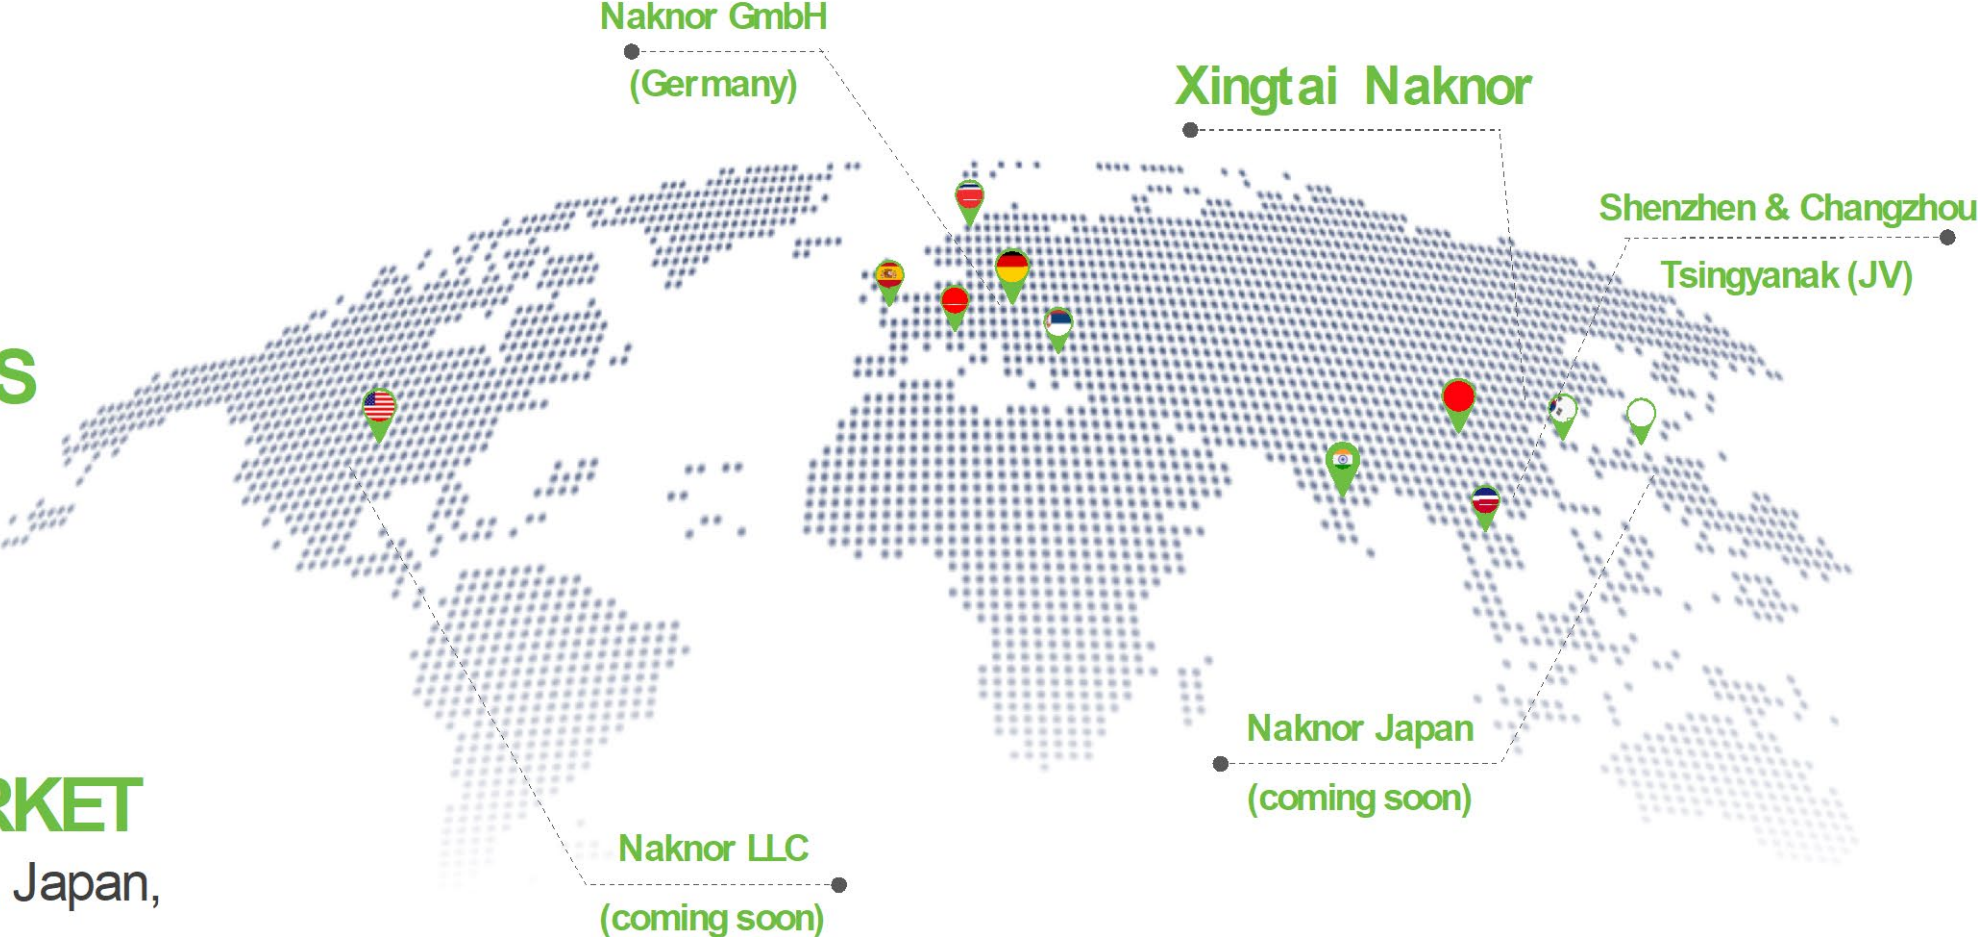 Naknor GmbH
(Germany)
Xingtai Naknor
Shenzhen & Changzhou
Tsingyanak (JV)
S
RKET
Japan,
Naknor Japan
(coming soon)
Naknor LLC
(coming soon)